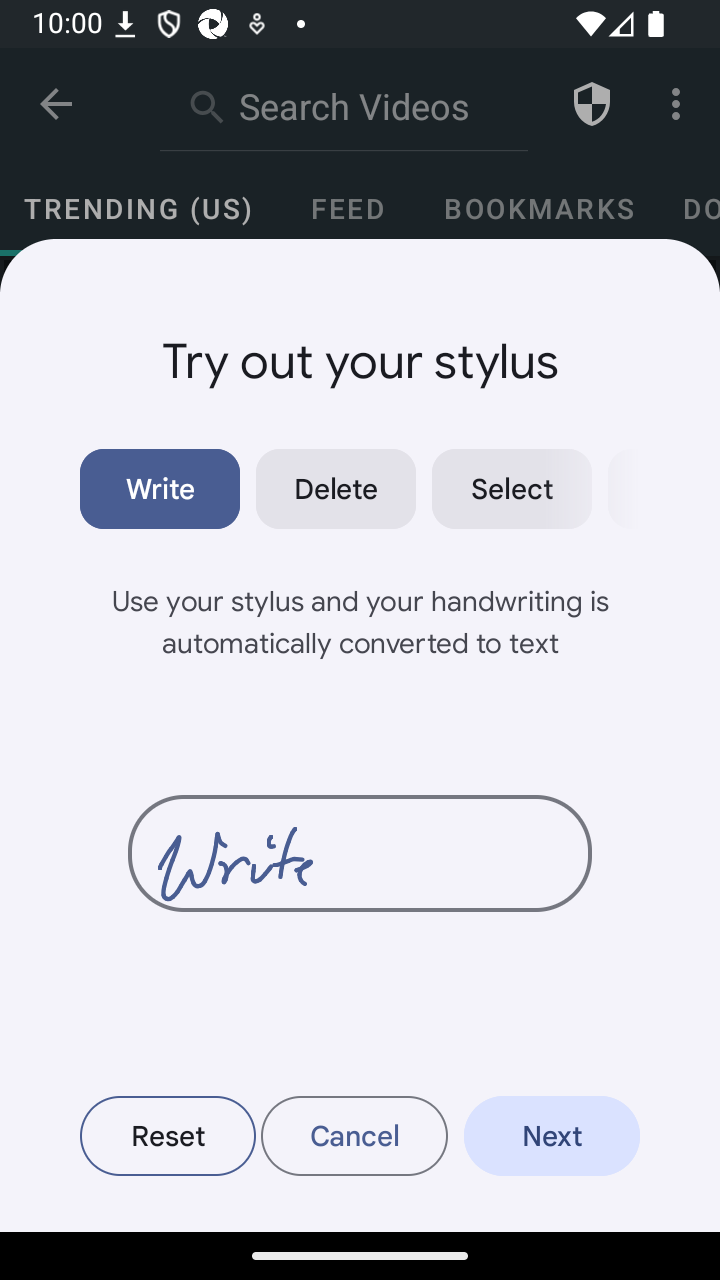 10:00
Search Videos
TRENDING (US) FEED BOOKMARKS DO
Try out your stylus
Write Delete Select
Use your stylus and your handwriting is
automatically converted to text
Write
Reset Cancel Next